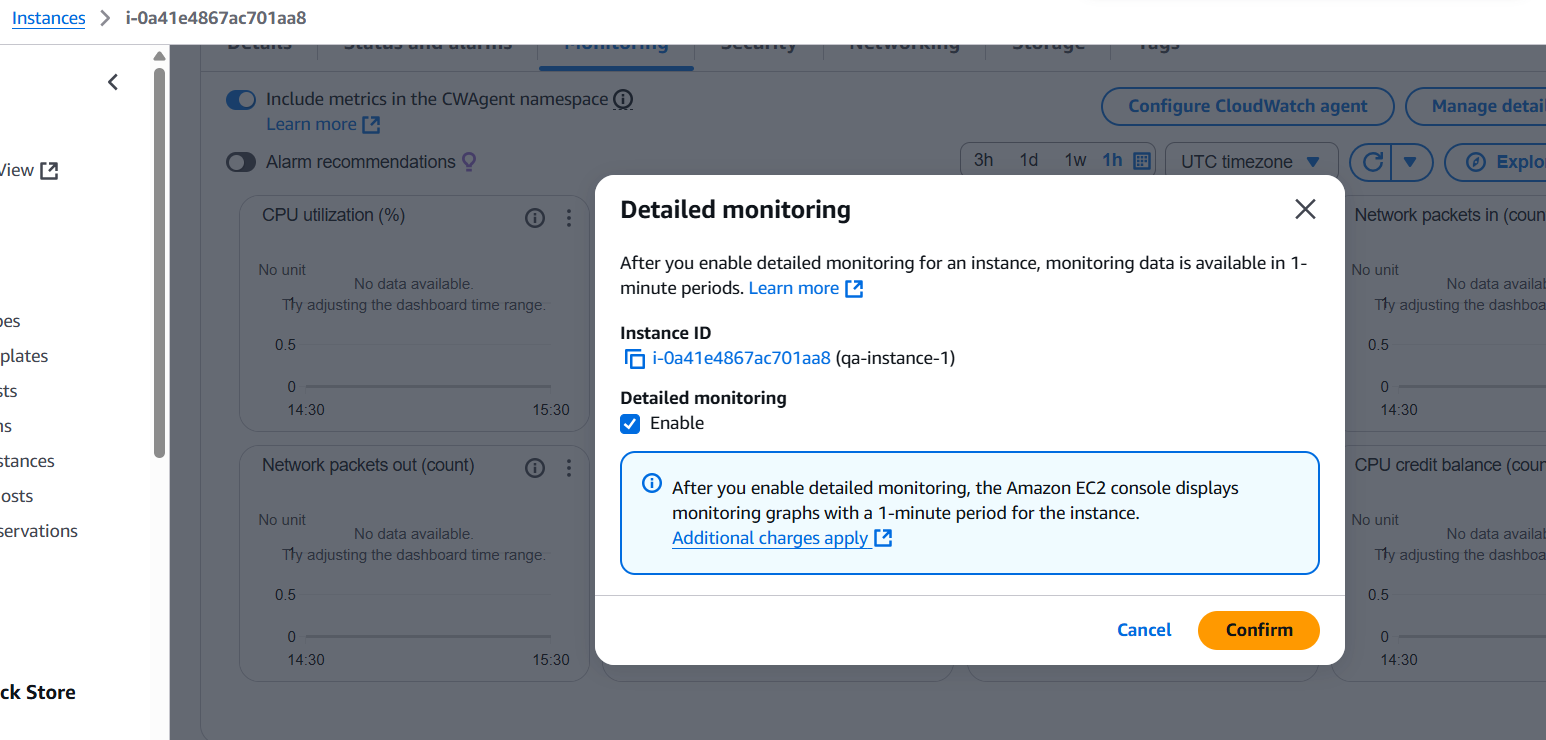 Instances > i-0a41e4867ac701aa8
Details Status and alarms Monitoring Security Networking Storage Tags
Include metrics in the CWAgent namespace
Learn more
Configure CloudWatch agent
Manage detai
Alarm recommendations
3h 1d 1w 1h
UTC timezone
Explo
View
pes
plates
sts
ns
stances
osts
servations
ck Store
CPU utilization (%)
No unit
No data available.
Try adjusting the dashboard time range.
1
0.5
0
14:30 15:30
Network packets out (count)
No unit
No data available.
Try adjusting the dashboard time range.
1
0.5
0
14:30 15:30
Detailed monitoring
After you enable detailed monitoring for an instance, monitoring data is available in 1-
minute periods. Learn more
Instance ID
i-0a41e4867ac701aa8 (qa-instance-1)
Detailed monitoring
Enable
After you enable detailed monitoring, the Amazon EC2 console displays
monitoring graphs with a 1-minute period for the instance.
Additional charges apply
Cancel
Confirm
Network packets in (coun
No unit
No data availab
Try adjusting the dashboa
1
0.5
0
14:30
CPU credit balance (coun
No unit
No data availab
Try adjusting the dashboa
1
0.5
0
14:30